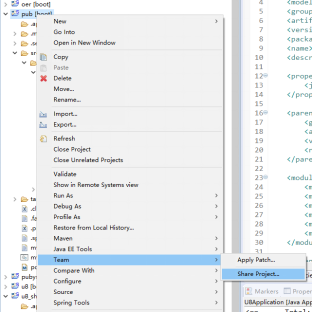 oer [boot]
pub [boot]
New
Go Into
Open in New Window
Copy
Paste
Delete
Move...
Rename...
Import...
Export...
Refresh
Close Project
Close Unrelated Projects
Validate
Show in Remote Systems view
Run As
Debug As
Profile As
Restore from Local History...
Maven
Java EE Tools
Team
Compare With
Configure
Source
Spring Tools
Apply Patch...
Share Project...
u8 [boot]
4 <model
5 <group
6 <artif
7 <versi
8 <packa
9 <name>
10 <descr
11
12 <prope
13 <j
14 </prop
15
16 <paren
17 <g
18 <a
19 <v
20 <r
21 </pare
22
23 <modul
24 <m
25 <m
26 <m
27 <m
28 <m
29 <m
30 </mod
31
Markers
Proper
U8Application [Java App